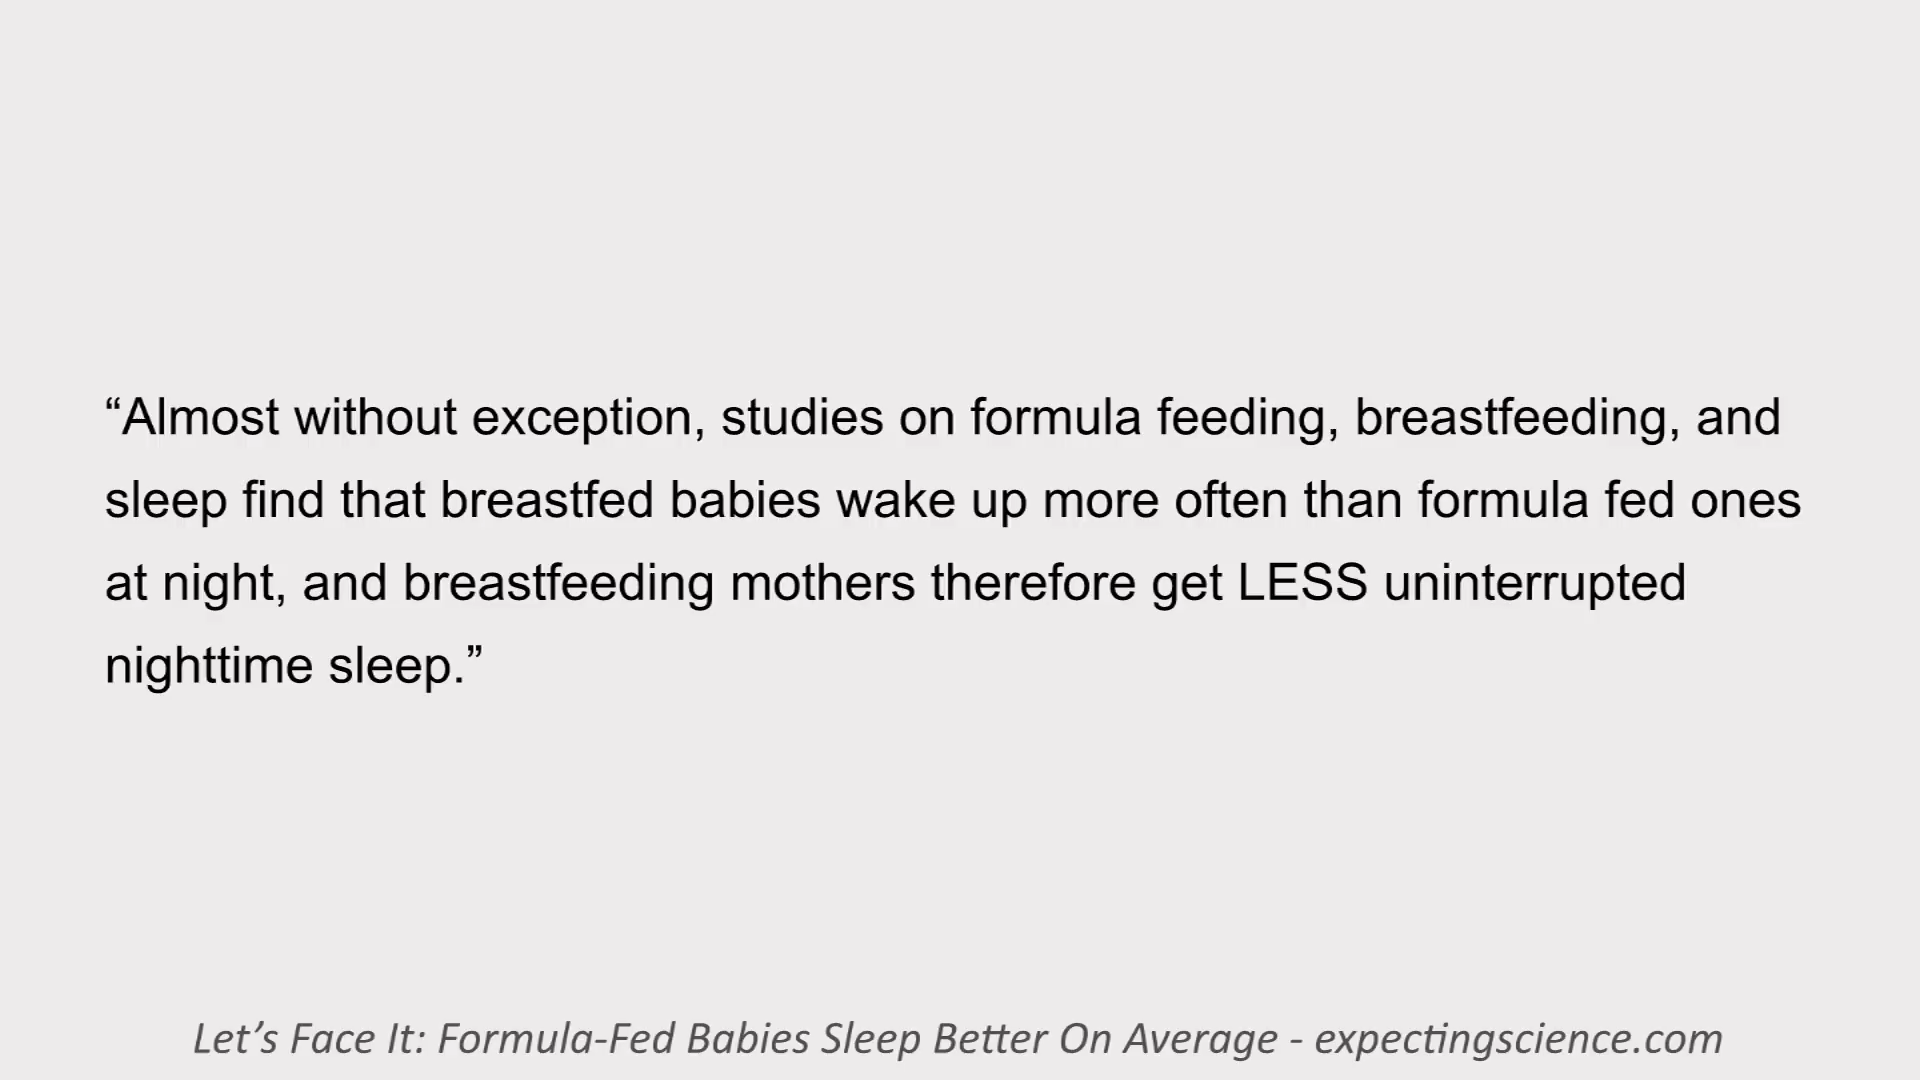 “Almost without exception, studies on formula feeding, breastfeeding, and
sleep find that breastfed babies wake up more often than formula fed ones
at night, and breastfeeding mothers therefore get LESS uninterrupted
nighttime sleep.”
Let’s Face It: Formula-Fed Babies Sleep Better On Average - expectingscience.com